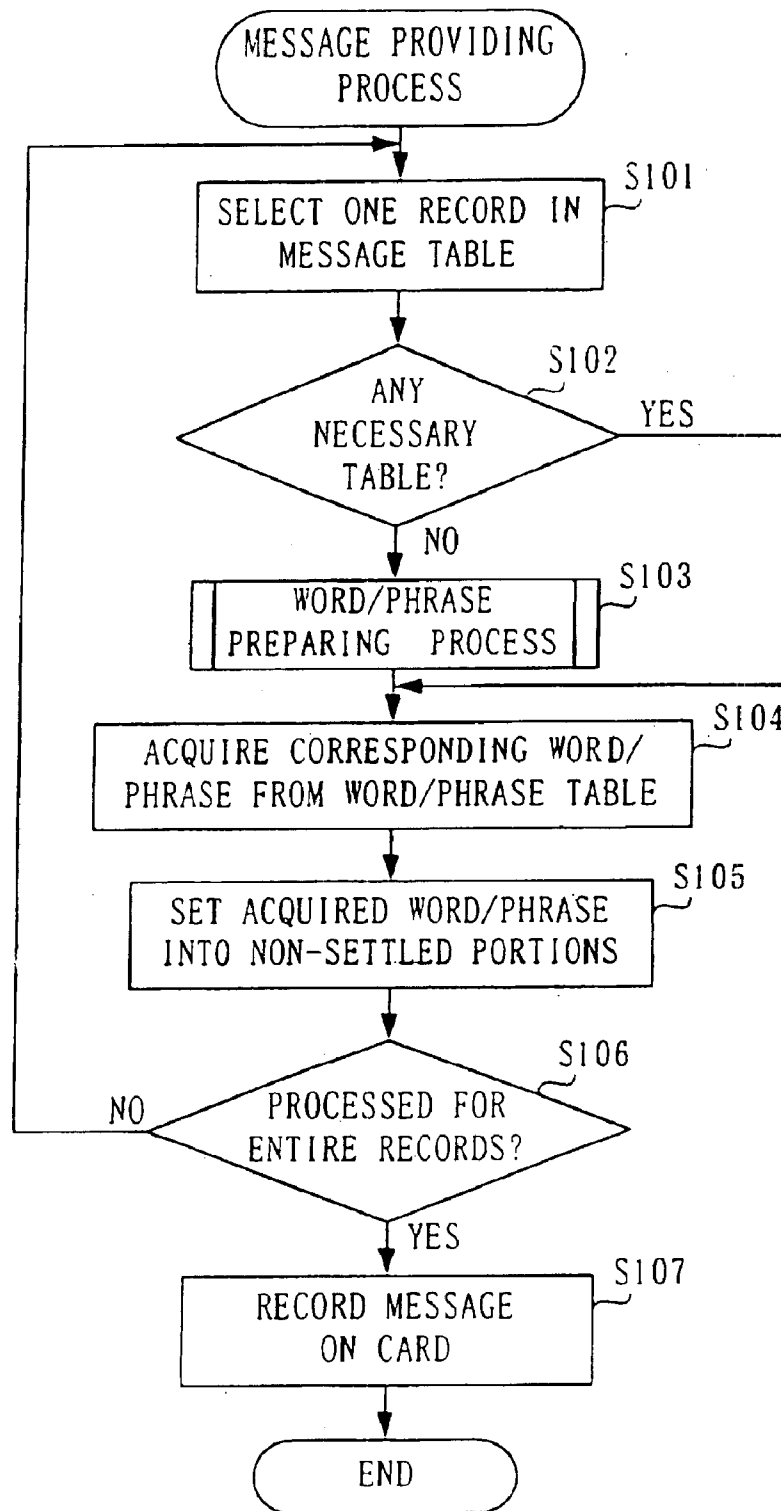 MESSAGE PROVIDING
PROCESS
S101
SELECT ONE RECORD IN
MESSAGE TABLE
S102
ANY
NECESSARY
TABLE?
YES
NO
S103
WORD/PHRASE
PREPARING PROCESS
S104
ACQUIRE CORRESPONDING WORD/
PHRASE FROM WORD/PHRASE TABLE
S105
SET ACQUIRED WORD/PHRASE
INTO NON-SETTLED PORTIONS
S106
NO
PROCESSED FOR
ENTIRE RECORDS?
YES
S107
RECORD MESSAGE
ON CARD
END